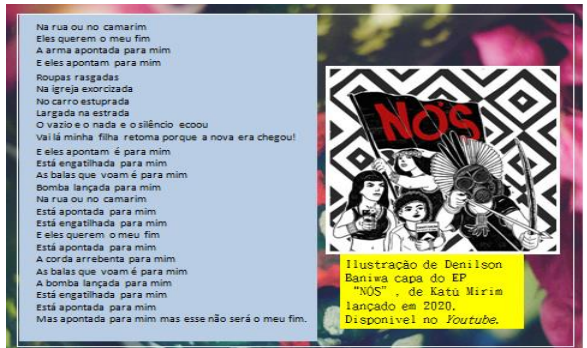 Na rua ou no camarim
Eles querem o meu fim
A arma apontada para mim
E eles apontam para mim
Roupas rasgadas
Na igreja exorcizada
No carro estuprada
Largada na estrada
O vazio e o nada e o silêncio ecoou
Vai lá minha filha retoma porque a nova era chegou!
E eles apontam é para mim
Está engatilhada para mim
As balas que voam é para mim
Bomba lançada para mim
Na rua ou no camarim
Está apontada para mim
Está engatilhada para mim
E eles querem o meu fim
Está apontada para mim
A corda arrebenta para mim
As balas que voam é para mim
A bomba lançada para mim
Está engatilhada para mim
Está apontada para mim
Mas apontada para mim mas esse não será o meu fim.
NÓS
Ilustração de Denilson
Baniwa capa do EP
“NÓS”, de Katú Mirim
lançado em 2020.
Disponivel no Youtube.